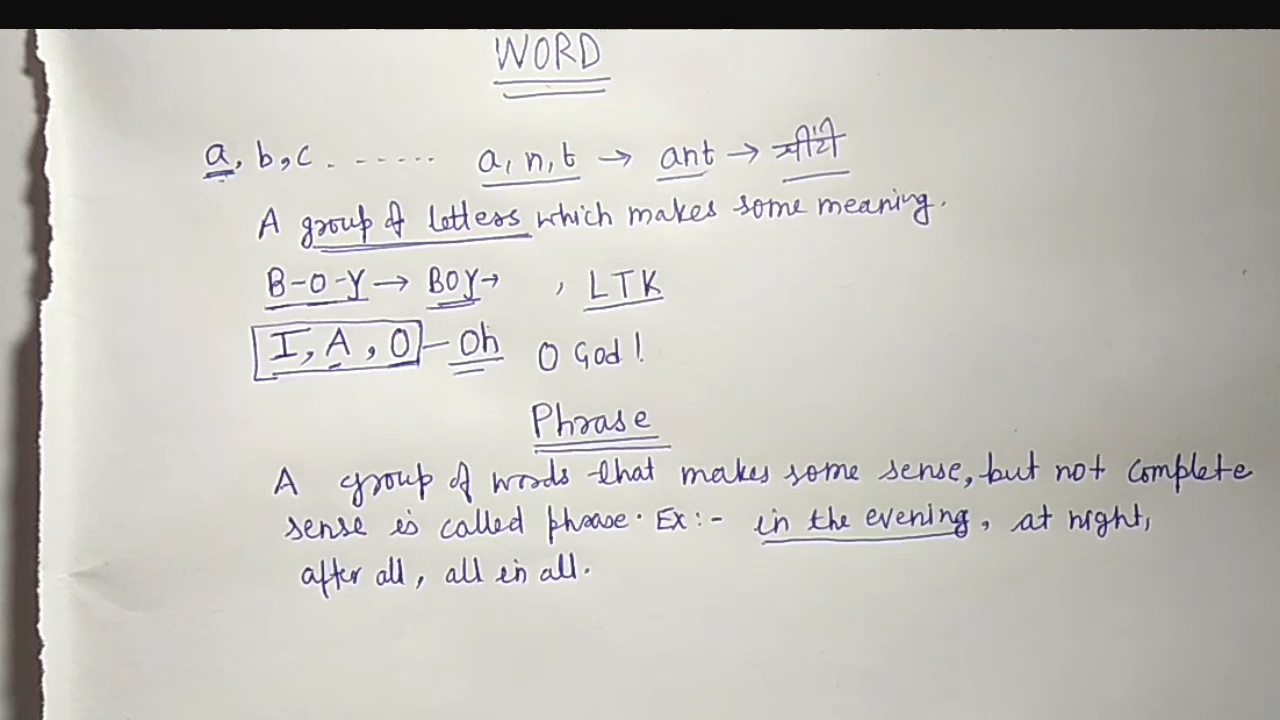 WORD
a, b, c. ...... a, n, t → ant → चींटी
A group of letters which makes some meaning.
B-O-Y → BOY → , LTK
I, A, O - Oh O God!
Phrase
A group of words that makes some sense, but not complete
sense is called phrase. Ex:- in the evening, at night,
after all, all in all.